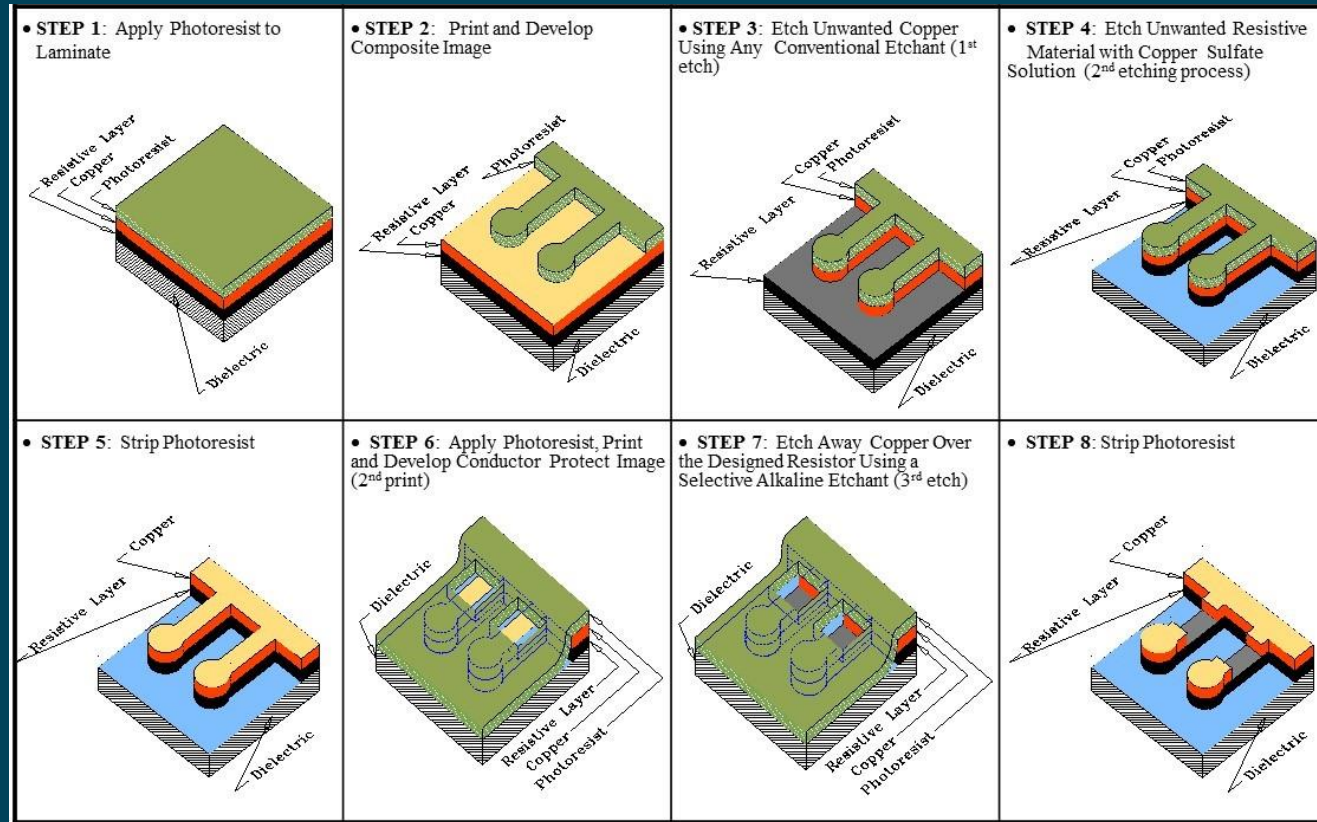 • STEP 1: Apply Photoresist to
Laminate
Resistive Layer
Copper
Photoresist
Dielectric
• STEP 2: Print and Develop
Composite Image
Photoresist
Resistive Layer
Copper
Dielectric
• STEP 3: Etch Unwanted Copper
Using Any Conventional Etchant (1st
etch)
Copper
Photoresist
Resistive Layer
Dielectric
• STEP 4: Etch Unwanted Resistive
Material with Copper Sulfate
Solution (2nd etching process)
Copper
Photoresist
Resistive Layer
Dielectric
• STEP 5: Strip Photoresist
Copper
Resistive Layer
Dielectric
• STEP 6: Apply Photoresist, Print
and Develop Conductor Protect Image
(2nd print)
Dielectric
Resistive Layer
Copper
Photoresist
• STEP 7: Etch Away Copper Over
the Designed Resistor Using a
Selective Alkaline Etchant (3rd etch)
Dielectric
Resistive Layer
Copper
Photoresist
• STEP 8: Strip Photoresist
Copper
Resistive Layer
Dielectric